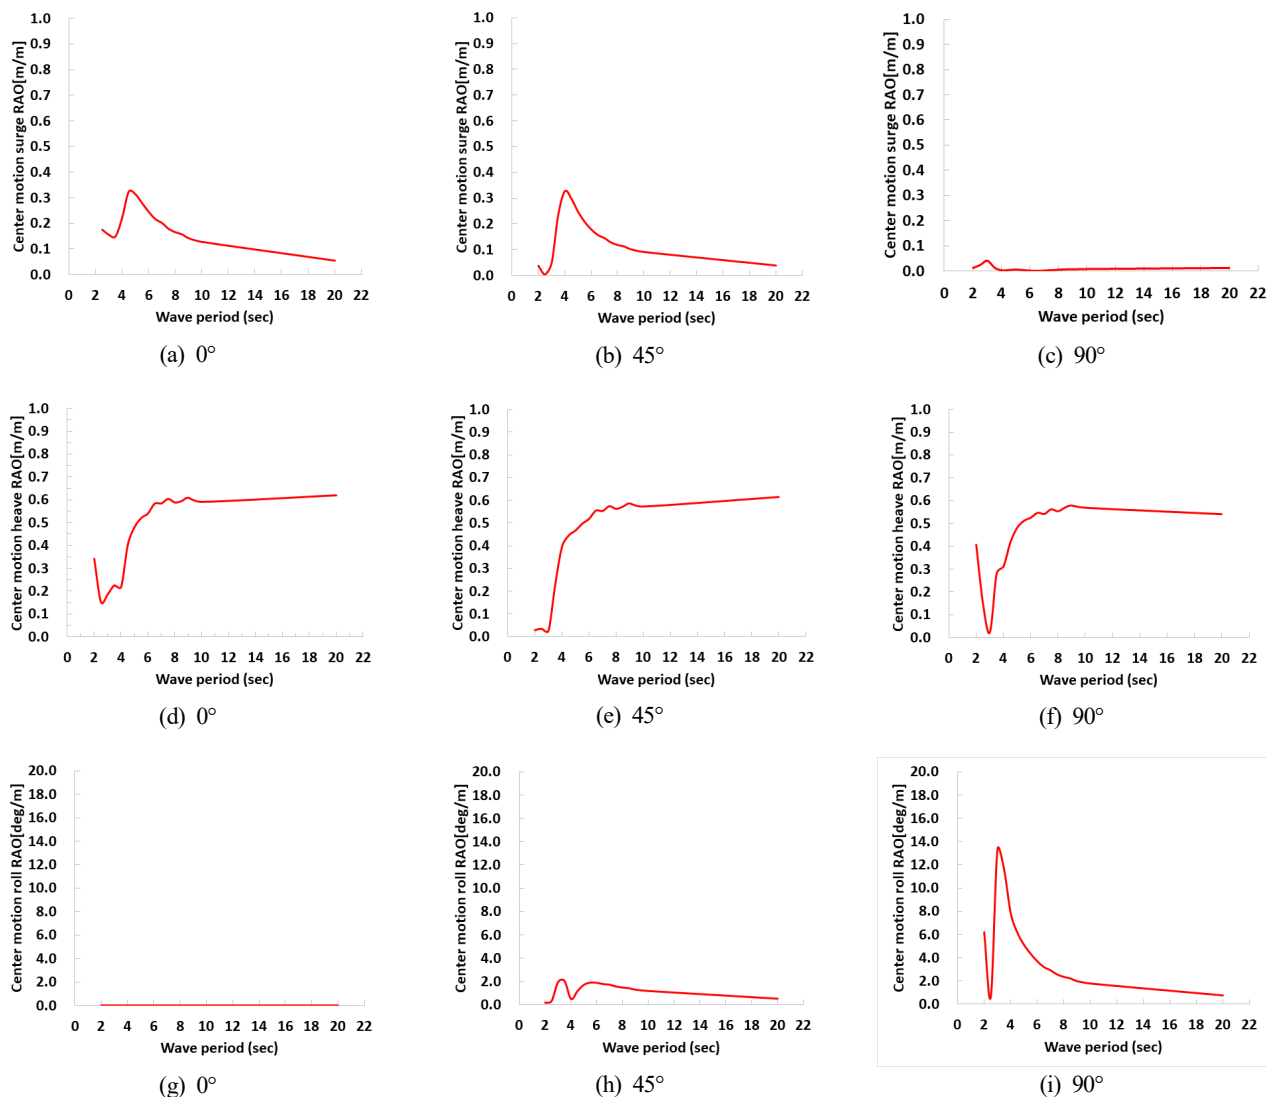 Center motion surge RAO[m/m]
1.0
0.9
0.8
0.7
0.6
0.5
0.4
0.3
0.2
0.1
0.0
0 2 4 6 8 10 12 14 16 18 20 22
Wave period (sec)
(a) 0°
Center motion surge RAO[m/m]
1.0
0.9
0.8
0.7
0.6
0.5
0.4
0.3
0.2
0.1
0.0
0 2 4 6 8 10 12 14 16 18 20 22
Wave period (sec)
(b) 45°
Center motion surge RAO[m/m]
1.0
0.9
0.8
0.7
0.6
0.5
0.4
0.3
0.2
0.1
0.0
0 2 4 6 8 10 12 14 16 18 20 22
Wave period (sec)
(c) 90°
Center motion heave RAO[m/m]
1.0
0.9
0.8
0.7
0.6
0.5
0.4
0.3
0.2
0.1
0.0
0 2 4 6 8 10 12 14 16 18 20 22
Wave period (sec)
(d) 0°
Center motion heave RAO[m/m]
1.0
0.9
0.8
0.7
0.6
0.5
0.4
0.3
0.2
0.1
0.0
0 2 4 6 8 10 12 14 16 18 20 22
Wave period (sec)
(e) 45°
Center motion heave RAO[m/m]
1.0
0.9
0.8
0.7
0.6
0.5
0.4
0.3
0.2
0.1
0.0
0 2 4 6 8 10 12 14 16 18 20 22
Wave period (sec)
(f) 90°
Center motion roll RAO[deg/m]
20.0
18.0
16.0
14.0
12.0
10.0
8.0
6.0
4.0
2.0
0.0
0 2 4 6 8 10 12 14 16 18 20 22
Wave period (sec)
(g) 0°
Center motion roll RAO[deg/m]
20.0
18.0
16.0
14.0
12.0
10.0
8.0
6.0
4.0
2.0
0.0
0 2 4 6 8 10 12 14 16 18 20 22
Wave period (sec)
(h) 45°
Center motion roll RAO[deg/m]
20.0
18.0
16.0
14.0
12.0
10.0
8.0
6.0
4.0
2.0
0.0
0 2 4 6 8 10 12 14 16 18 20 22
Wave period (sec)
(i) 90°